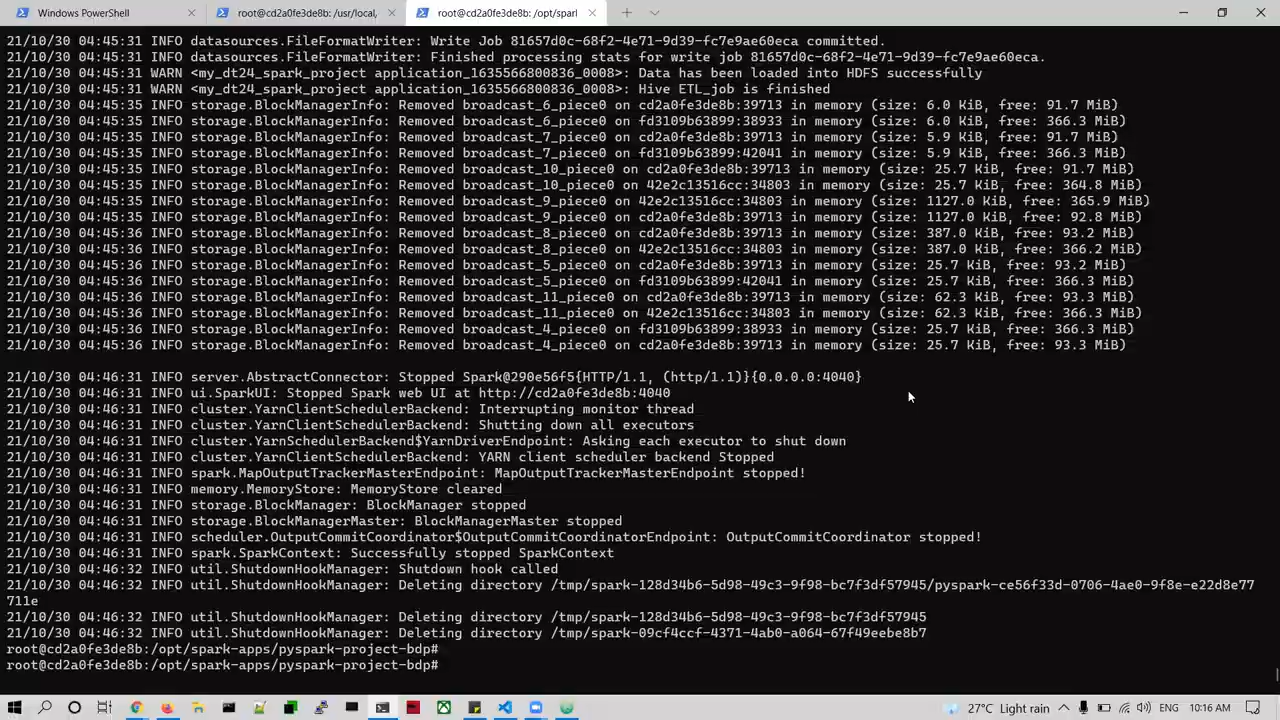 Windows PowerShell
root@cd2a0fe3de8b: /usr/local,
root@cd2a0fe3de8b: /opt/spark
21/10/30 04:45:31 INFO datasources.FileFormatWriter: Write Job 81657d0c-68f2-4e71-9d39-fc7e9ae60eca committed.
21/10/30 04:45:31 INFO datasources.FileFormatWriter: Finished processing stats for write job 81657d0c-68f2-4e71-9d39-fc7e9ae60eca.
21/10/30 04:45:31 WARN <my_dt24_spark_project application_1635566800836_0008>: Data has been loaded into HDFS successfully
21/10/30 04:45:31 WARN <my_dt24_spark_project application_1635566800836_0008>: Hive ETL_job is finished
21/10/30 04:45:35 INFO storage.BlockManagerInfo: Removed broadcast_6_piece0 on cd2a0fe3de8b:39713 in memory (size: 6.0 KiB, free: 91.7 MiB)
21/10/30 04:45:35 INFO storage.BlockManagerInfo: Removed broadcast_6_piece0 on fd3109b63899:38933 in memory (size: 6.0 KiB, free: 366.3 MiB)
21/10/30 04:45:35 INFO storage.BlockManagerInfo: Removed broadcast_7_piece0 on cd2a0fe3de8b:39713 in memory (size: 5.9 KiB, free: 91.7 MiB)
21/10/30 04:45:35 INFO storage.BlockManagerInfo: Removed broadcast_7_piece0 on fd3109b63899:42041 in memory (size: 5.9 KiB, free: 366.3 MiB)
21/10/30 04:45:35 INFO storage.BlockManagerInfo: Removed broadcast_10_piece0 on cd2a0fe3de8b:39713 in memory (size: 25.7 KiB, free: 91.7 MiB)
21/10/30 04:45:35 INFO storage.BlockManagerInfo: Removed broadcast_10_piece0 on 42e2c13516cc:34803 in memory (size: 25.7 KiB, free: 364.8 MiB)
21/10/30 04:45:35 INFO storage.BlockManagerInfo: Removed broadcast_9_piece0 on 42e2c13516cc:34803 in memory (size: 1127.0 KiB, free: 365.9 MiB)
21/10/30 04:45:35 INFO storage.BlockManagerInfo: Removed broadcast_9_piece0 on cd2a0fe3de8b:39713 in memory (size: 1127.0 KiB, free: 92.8 MiB)
21/10/30 04:45:36 INFO storage.BlockManagerInfo: Removed broadcast_8_piece0 on cd2a0fe3de8b:39713 in memory (size: 387.0 KiB, free: 93.2 MiB)
21/10/30 04:45:36 INFO storage.BlockManagerInfo: Removed broadcast_8_piece0 on 42e2c13516cc:34803 in memory (size: 387.0 KiB, free: 366.2 MiB)
21/10/30 04:45:36 INFO storage.BlockManagerInfo: Removed broadcast_5_piece0 on cd2a0fe3de8b:39713 in memory (size: 25.7 KiB, free: 93.2 MiB)
21/10/30 04:45:36 INFO storage.BlockManagerInfo: Removed broadcast_5_piece0 on fd3109b63899:42041 in memory (size: 25.7 KiB, free: 366.3 MiB)
21/10/30 04:45:36 INFO storage.BlockManagerInfo: Removed broadcast_11_piece0 on cd2a0fe3de8b:39713 in memory (size: 62.3 KiB, free: 93.3 MiB)
21/10/30 04:45:36 INFO storage.BlockManagerInfo: Removed broadcast_11_piece0 on 42e2c13516cc:34803 in memory (size: 62.3 KiB, free: 366.3 MiB)
21/10/30 04:45:36 INFO storage.BlockManagerInfo: Removed broadcast_4_piece0 on fd3109b63899:38933 in memory (size: 25.7 KiB, free: 366.3 MiB)
21/10/30 04:45:36 INFO storage.BlockManagerInfo: Removed broadcast_4_piece0 on cd2a0fe3de8b:39713 in memory (size: 25.7 KiB, free: 93.3 MiB)
21/10/30 04:46:31 INFO server.AbstractConnector: Stopped Spark@290e56f5{HTTP/1.1, (http/1.1)}{0.0.0.0:4040}
21/10/30 04:46:31 INFO ui.SparkUI: Stopped Spark web UI at http://cd2a0fe3de8b:4040
21/10/30 04:46:31 INFO cluster.YarnClientSchedulerBackend: Interrupting monitor thread
21/10/30 04:46:31 INFO cluster.YarnClientSchedulerBackend: Shutting down all executors
21/10/30 04:46:31 INFO cluster.YarnSchedulerBackend$YarnDriverEndpoint: Asking each executor to shut down
21/10/30 04:46:31 INFO cluster.YarnClientSchedulerBackend: YARN client scheduler backend Stopped
21/10/30 04:46:31 INFO spark.MapOutputTrackerMasterEndpoint: MapOutputTrackerMasterEndpoint stopped!
21/10/30 04:46:31 INFO memory.MemoryStore: MemoryStore cleared
21/10/30 04:46:31 INFO storage.BlockManager: BlockManager stopped
21/10/30 04:46:31 INFO storage.BlockManagerMaster: BlockManagerMaster stopped
21/10/30 04:46:31 INFO scheduler.OutputCommitCoordinator$OutputCommitCoordinatorEndpoint: OutputCommitCoordinator stopped!
21/10/30 04:46:31 INFO spark.SparkContext: Successfully stopped SparkContext
21/10/30 04:46:32 INFO util.ShutdownHookManager: Shutdown hook called
21/10/30 04:46:32 INFO util.ShutdownHookManager: Deleting directory /tmp/spark-128d34b6-5d98-49c3-9f98-bc7f3df57945/pyspark-ce56f33d-0706-4ae0-9f8e-e22d8e77
711e
21/10/30 04:46:32 INFO util.ShutdownHookManager: Deleting directory /tmp/spark-128d34b6-5d98-49c3-9f98-bc7f3df57945
21/10/30 04:46:32 INFO util.ShutdownHookManager: Deleting directory /tmp/spark-09cf4ccf-4371-4ab0-a064-67f49eebe8b7
root@cd2a0fe3de8b:/opt/spark-apps/pyspark-project-bdp#
root@cd2a0fe3de8b:/opt/spark-apps/pyspark-project-bdp#
27°C Light rain
ENG
10:16 AM